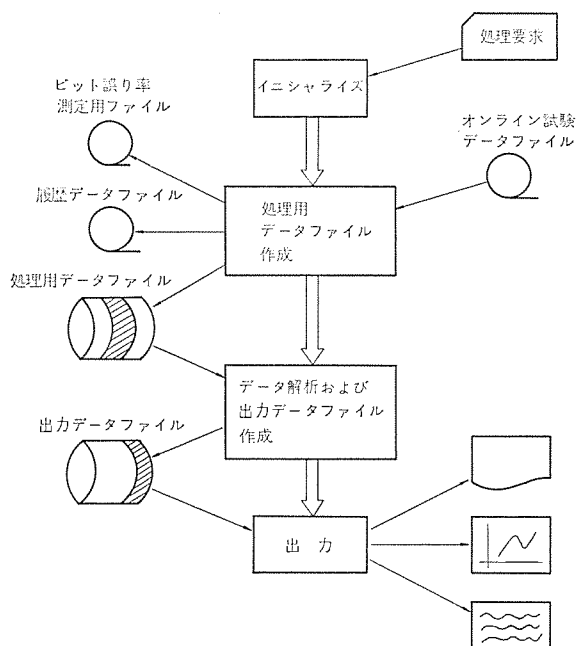 処理要求
イニシャライズ
ビット誤り率
測定用ファイル
オンライン試験
データファイル
履歴データファイル
処理用
データファイル
作成
処理用データファイル
データ解析および
出力データファイル
作成
出力データファイル
出力